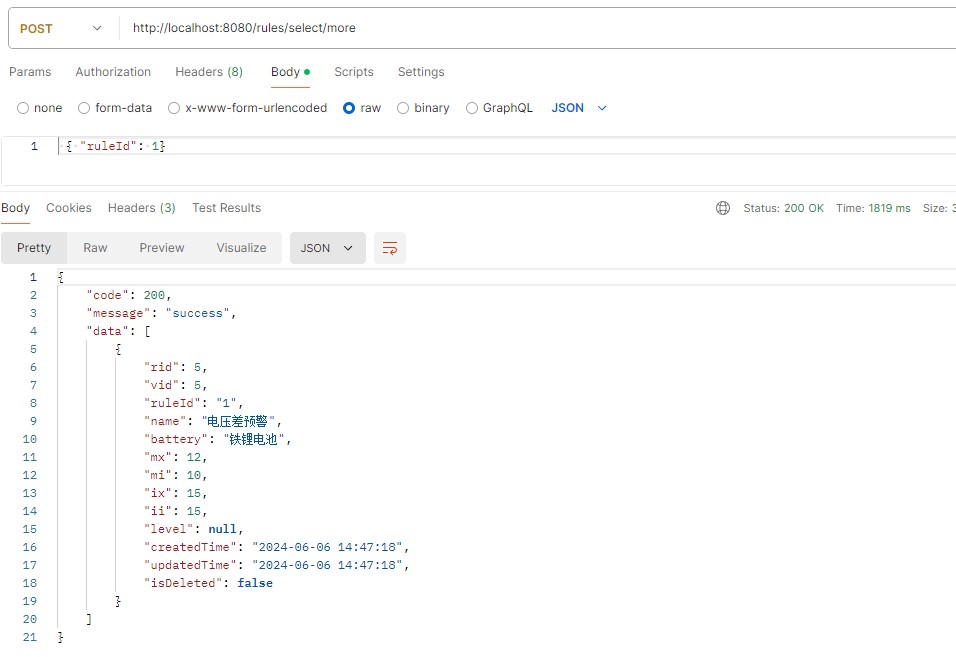 POST http://localhost:8080/rules/select/more
Params Authorization Headers (8) Body Scripts Settings
none form-data x-www-form-urlencoded raw binary GraphQL JSON
1 { "ruleId": 1}
Body Cookies Headers (3) Test Results Status: 200 OK Time: 1819 ms Size:
Pretty Raw Preview Visualize JSON
1 {
2 "code": 200,
3 "message": "success",
4 "data": [
5 {
6 "rid": 5,
7 "vid": 5,
8 "ruleId": "1",
9 "name": "电压差预警",
10 "battery": "铁锂电池",
11 "mx": 12,
12 "mi": 10,
13 "ix": 15,
14 "ii": 15,
15 "level": null,
16 "createdTime": "2024-06-06 14:47:18",
17 "updatedTime": "2024-06-06 14:47:18",
18 "isDeleted": false
19 }
20 ]
21 }